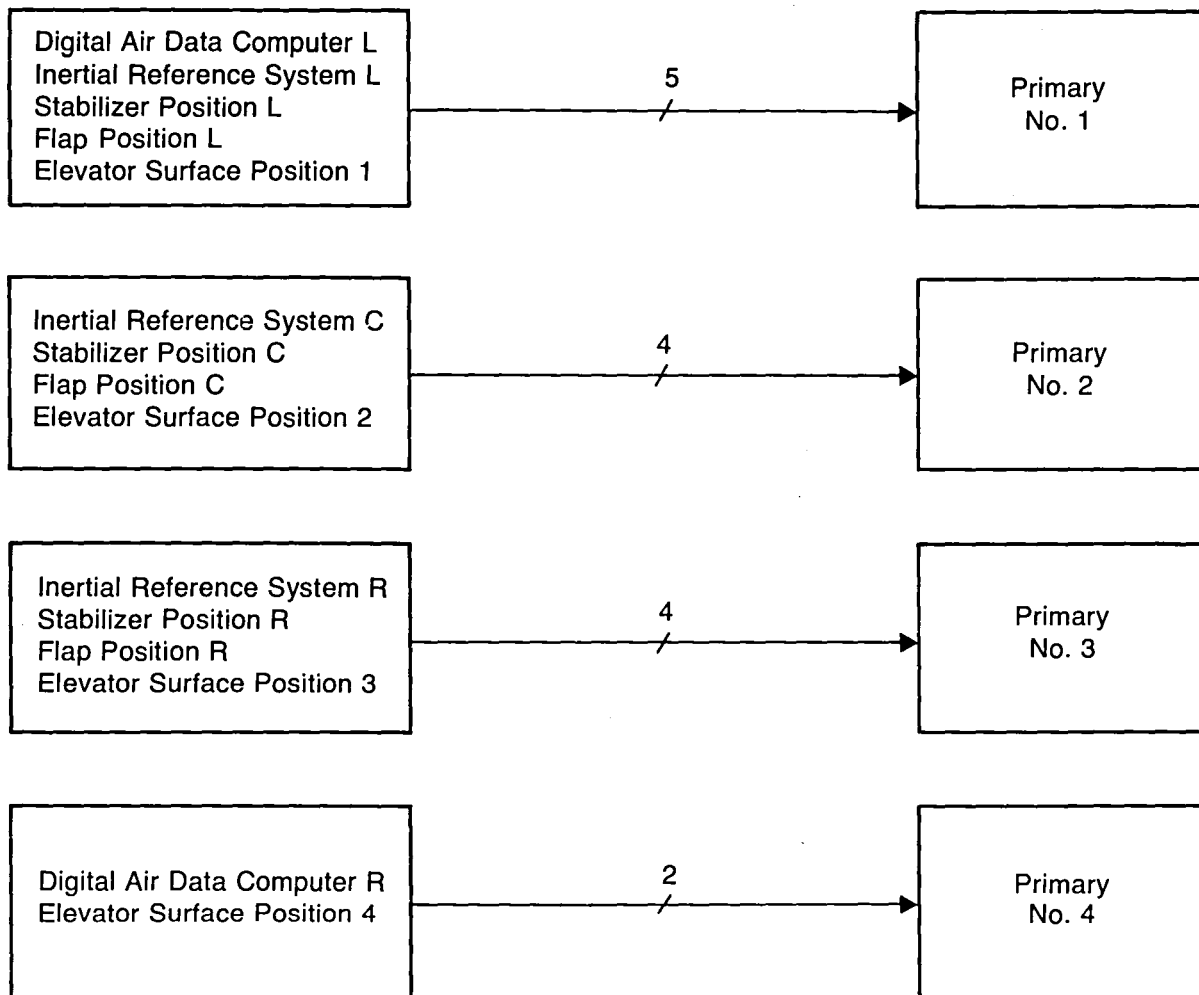 Digital Air Data Computer L
Inertial Reference System L
Stabilizer Position L
Flap Position L
Elevator Surface Position 1
5
Primary
No. 1
Inertial Reference System C
Stabilizer Position C
Flap Position C
Elevator Surface Position 2
4
Primary
No. 2
Inertial Reference System R
Stabilizer Position R
Flap Position R
Elevator Surface Position 3
4
Primary
No. 3
Digital Air Data Computer R
Elevator Surface Position 4
2
Primary
No. 4